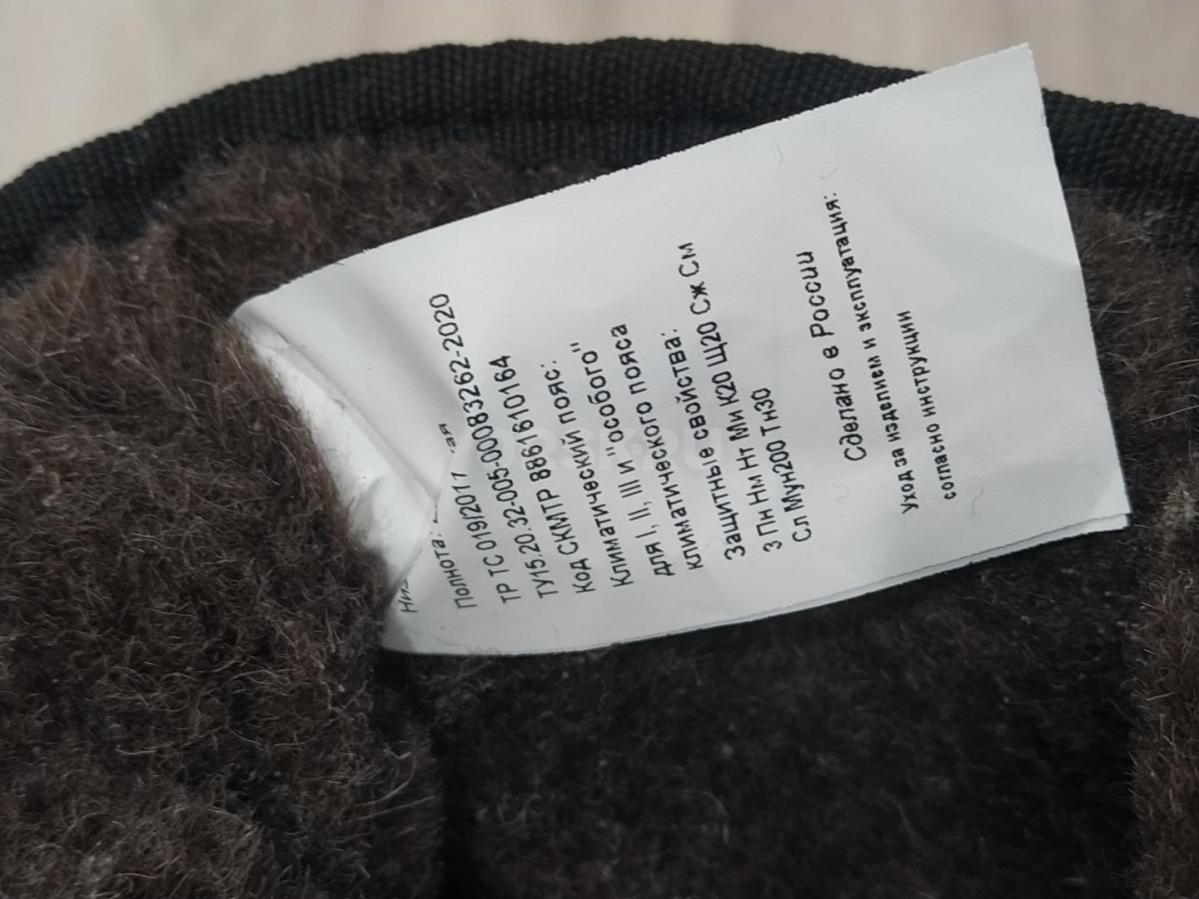 Полнота:
ТР ТС 019/2011
ТУ15.20.32-005-00083262-2020
Код СКМТР 8861610164
Климатический пояс:
для I, II, III и "особого"
климатического пояса
Защитные свойства:
З Пн Нм Нт Ми К20 Щ20 Сж См
Сл Мун200 Тн30
Сделано в России
Уход за изделием и эксплуатация:
согласно инструкции